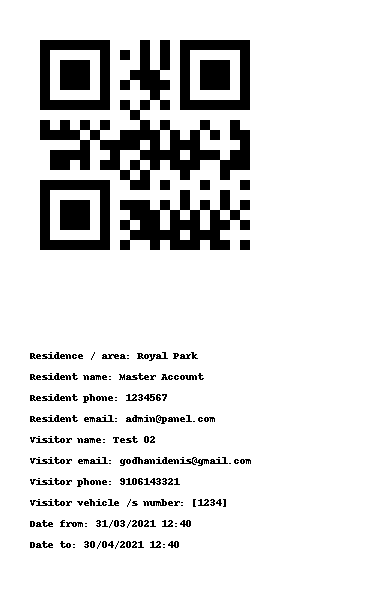 Residence / area: Royal Park
Resident name: Master Account
Resident phone: 1234567
Resident email: admin@panel.com
Visitor name: Test 02
Visitor email: godhanidenis@gmail.com
Visitor phone: 9106143321
Visitor vehicle /s number: [1234]
Date from: 31/03/2021 12:40
Date to: 30/04/2021 12:40